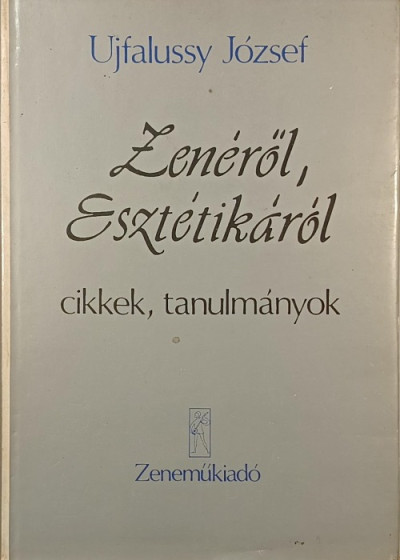 Ujfalussy József
Zenéről,
Esztétikáról
cikkek, tanulmányok
Zeneműkiadó